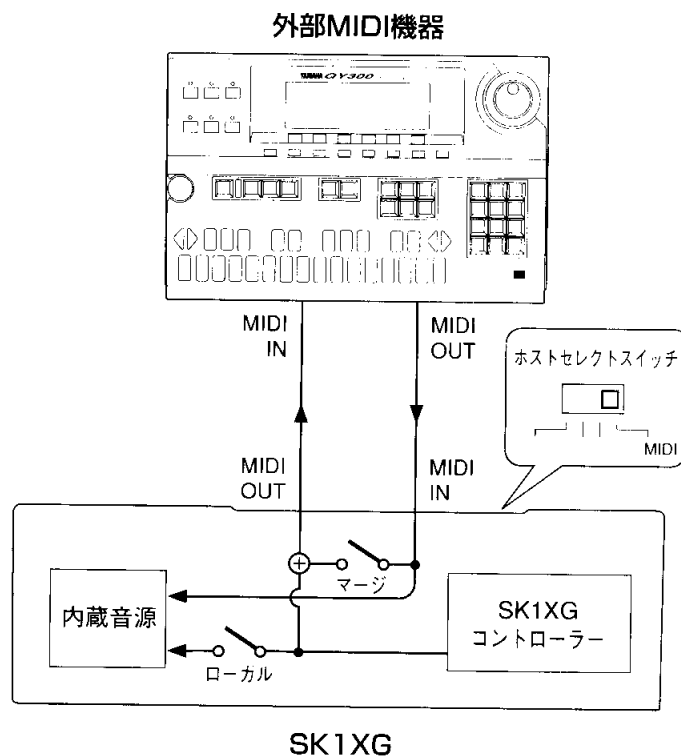 外部MIDI機器
YAMAHA QY300
MIDI
IN
MIDI
OUT
ホストセレクトスイッチ
MIDI
MIDI
OUT
MIDI
IN
マージ
内蔵音源
SK1XG
コントローラー
ローカル
SK1XG